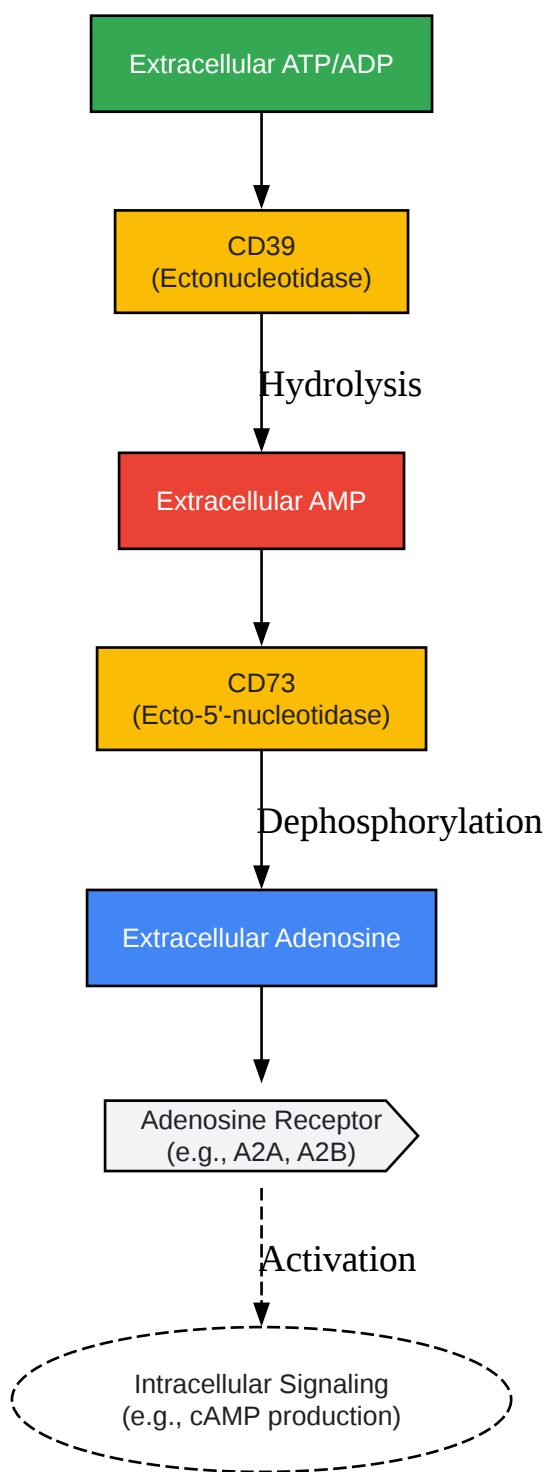 Extracellular ATP/ADP
CD39
(Ectonucleotidase)
Hydrolysis
Extracellular AMP
CD73
(Ecto-5'-nucleotidase)
Dephosphorylation
Extracellular Adenosine
Adenosine Receptor
(e.g., A2A, A2B)
Activation
Intracellular Signaling
(e.g., cAMP production)